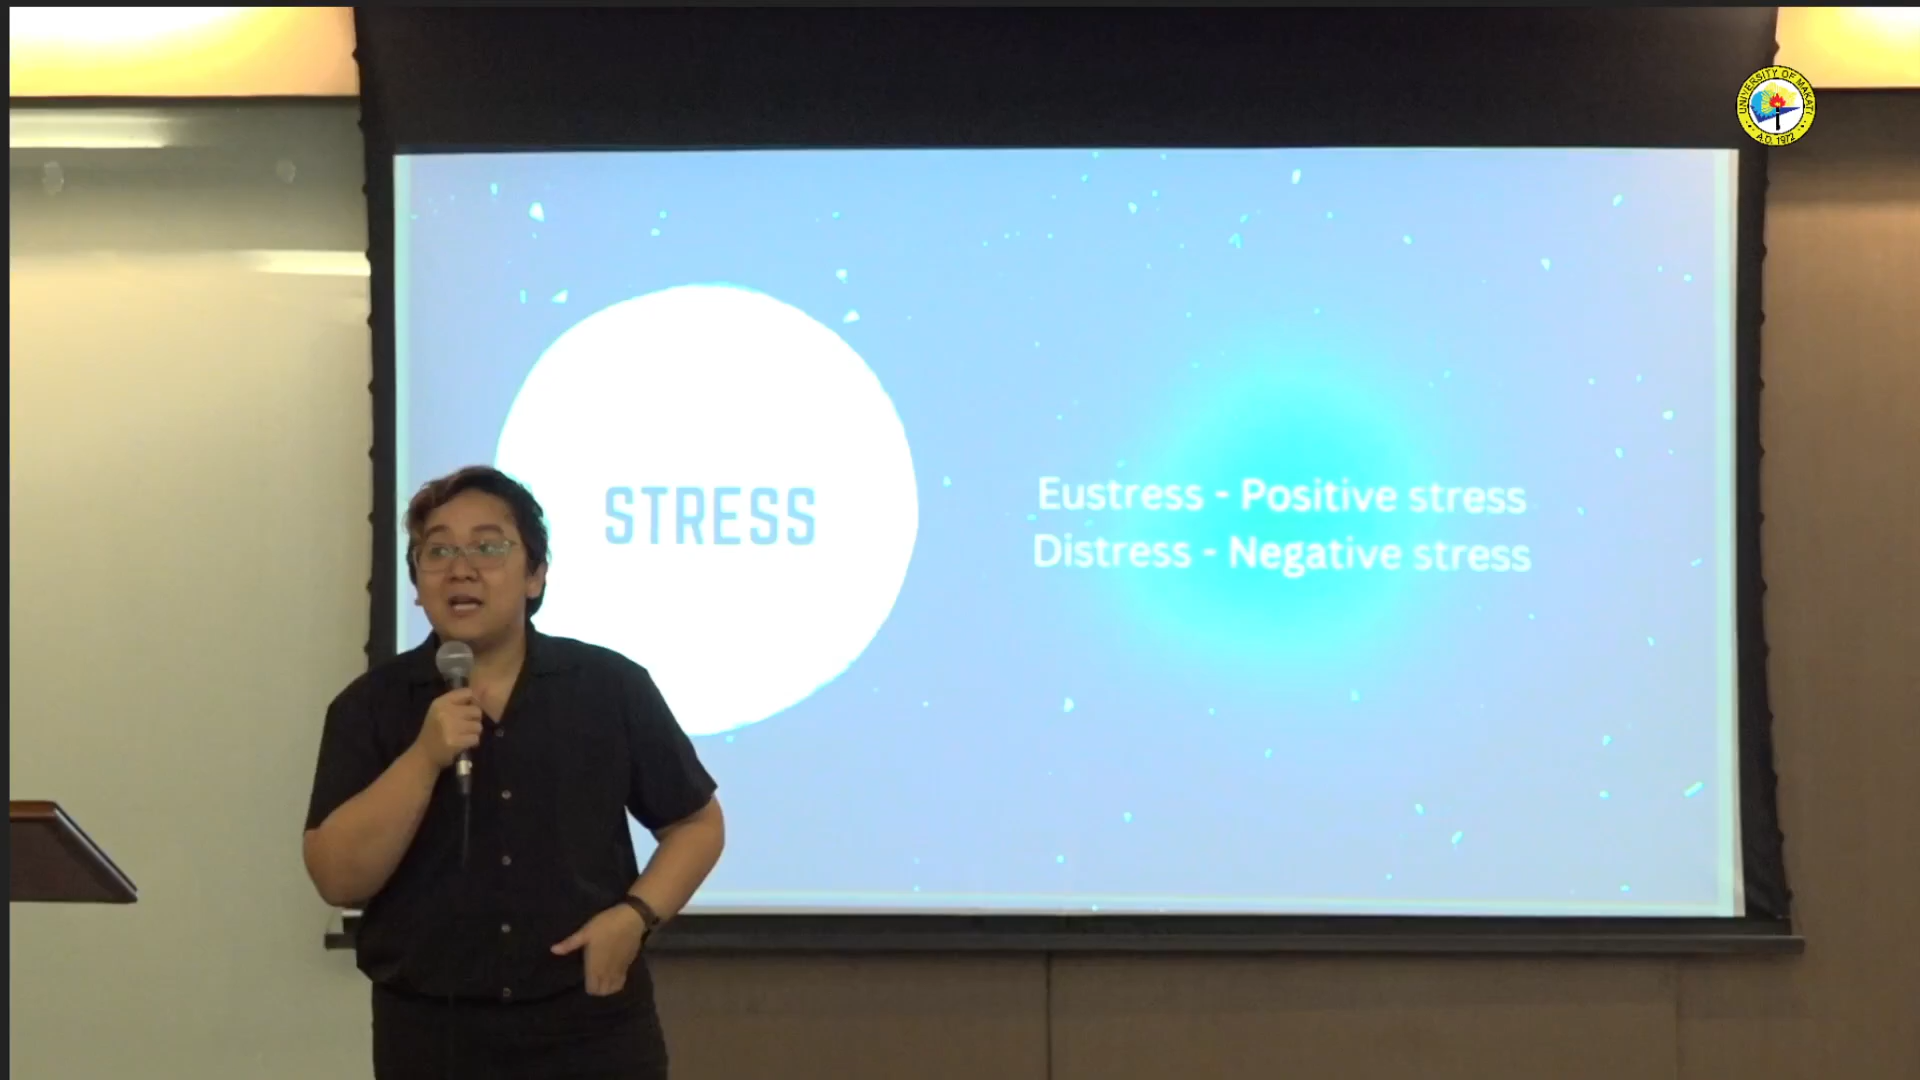 UNIVERSITY OF MAKATI
A.D. 1972
STRESS
Eustress - Positive stress
Distress - Negative stress